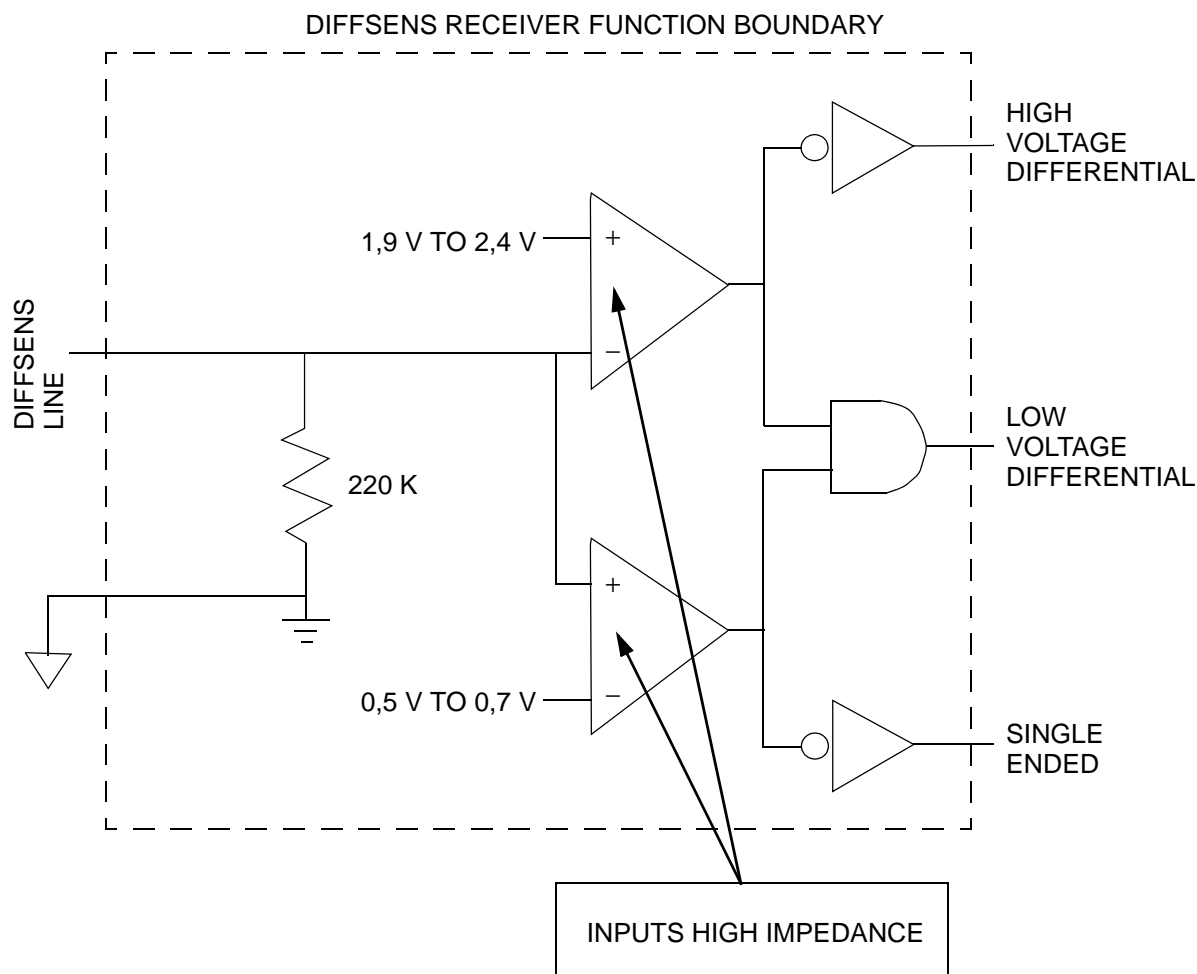 DIFFSENS RECEIVER FUNCTION BOUNDARY
HIGH
VOLTAGE
DIFFERENTIAL
1,9 V TO 2,4 V
+
−
DIFFSENS
LINE
220 K
LOW
VOLTAGE
DIFFERENTIAL
+
−
0,5 V TO 0,7 V
SINGLE
ENDED
INPUTS HIGH IMPEDANCE